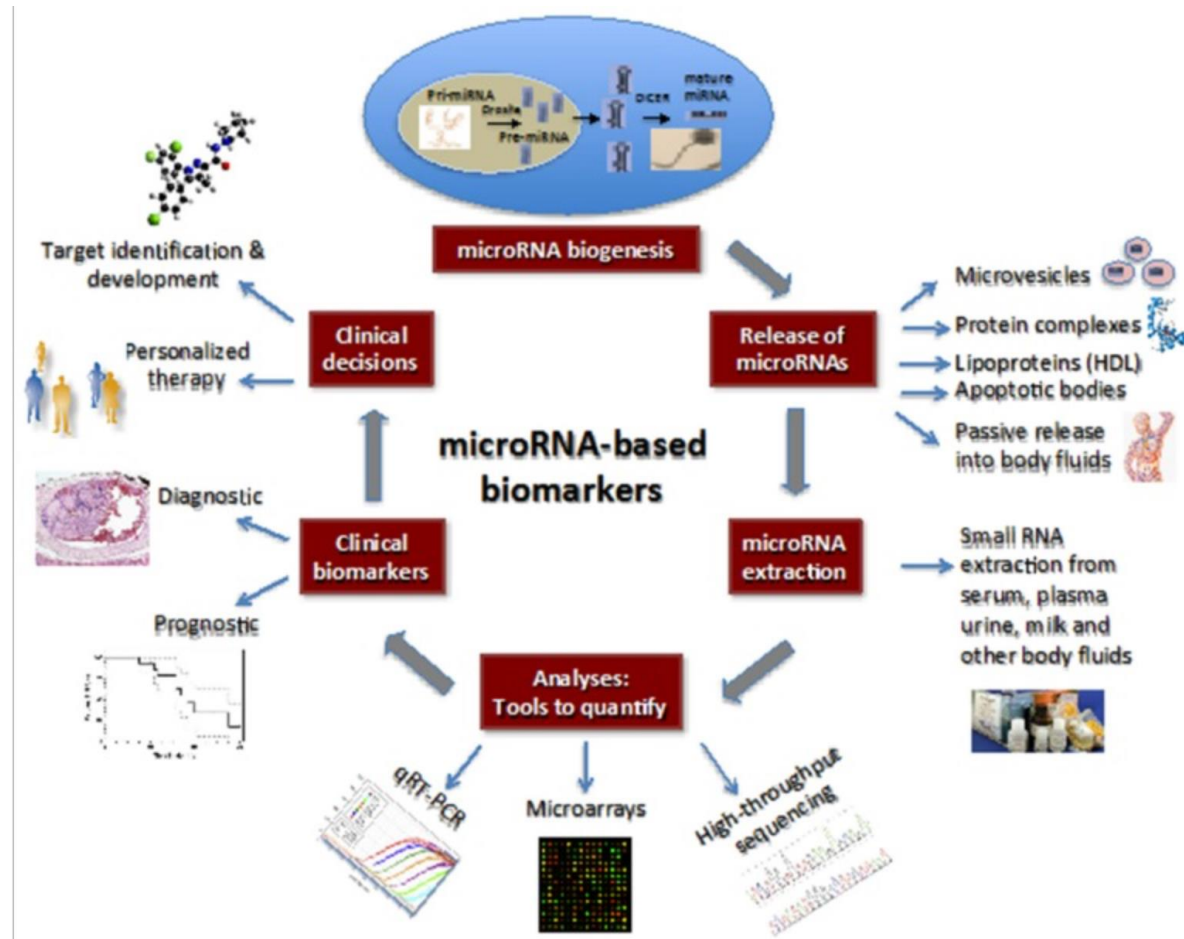 Pri-miRNA
Drosha
Pre-miRNA
DICER
mature
miRNA
microRNA biogenesis
Release of
microRNAs
Microvesicles
Protein complexes
Lipoproteins (HDL)
Apoptotic bodies
Passive release
into body fluids
microRNA
extraction
Small RNA
extraction from
serum, plasma
urine, milk and
other body fluids
Analyses:
Tools to quantify
qRT-PCR
Microarrays
High-throughput
sequencing
Clinical
biomarkers
Diagnostic
Prognostic
Clinical
decisions
Target identification &
development
Personalized
therapy
microRNA-based
biomarkers